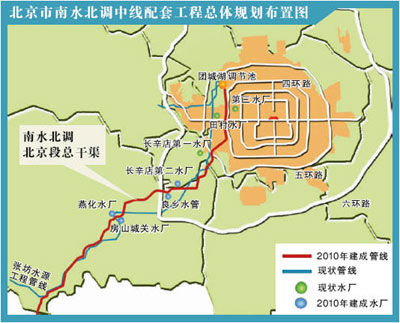 北京市南水北调中线配套工程总体规划布置图
团城湖调节池
四环路
第三水厂
田村水厂
南水北调
北京段总干渠
长辛店第一水厂
长辛店第二水厂
五环路
燕化水厂
良乡水管
六环路
房山城关水厂
张坊水源
工程管线
2010年建成管线
现状管线
现状水厂
2010年建成水厂